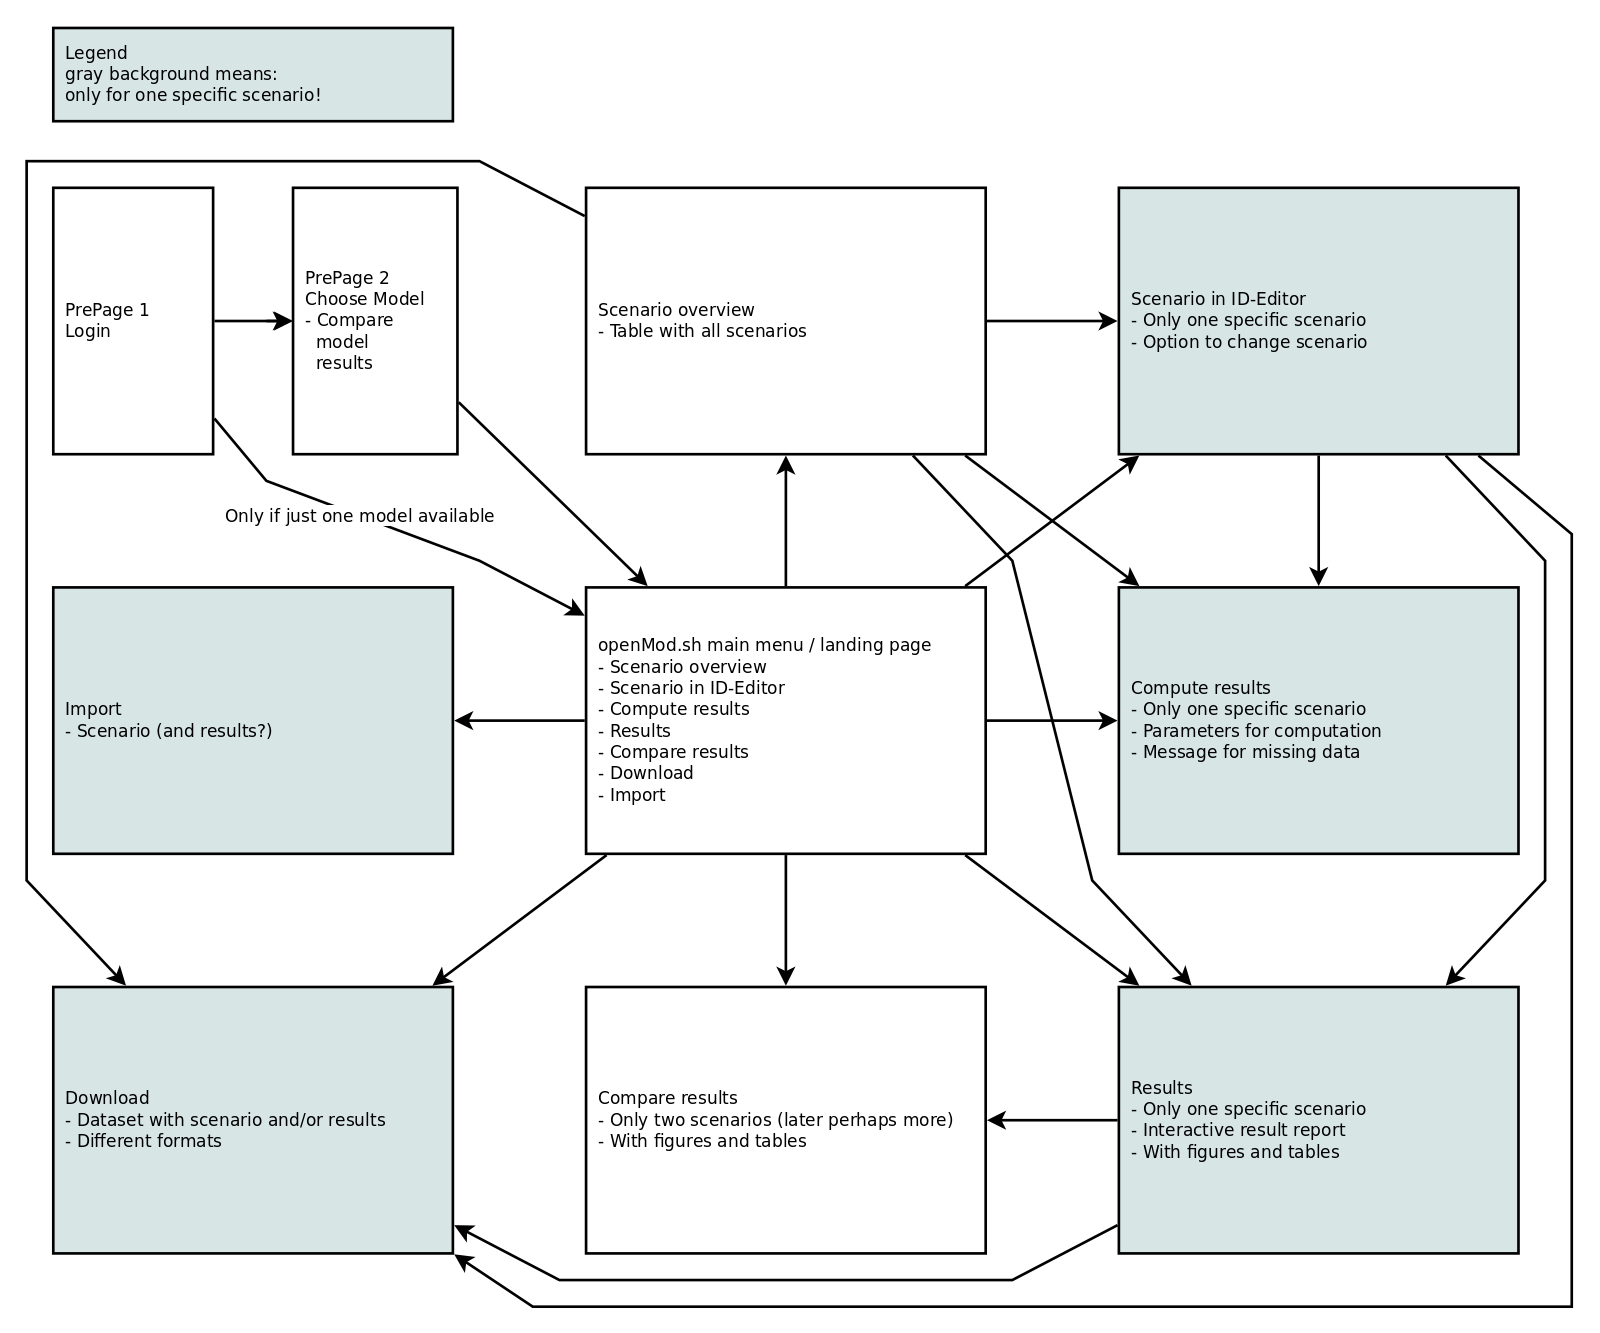 Legend
gray background means:
only for one specific scenario!
PrePage 1
Login
PrePage 2
Choose Model
- Compare
model
results
Scenario overview
- Table with all scenarios
Scenario in ID-Editor
- Only one specific scenario
- Option to change scenario
Only if just one model available
Import
- Scenario (and results?)
openMod.sh main menu / landing page
- Scenario overview
- Scenario in ID-Editor
- Compute results
- Results
- Compare results
- Download
- Import
Compute results
- Only one specific scenario
- Parameters for computation
- Message for missing data
Download
- Dataset with scenario and/or results
- Different formats
Compare results
- Only two scenarios (later perhaps more)
- With figures and tables
Results
- Only one specific scenario
- Interactive result report
- With figures and tables